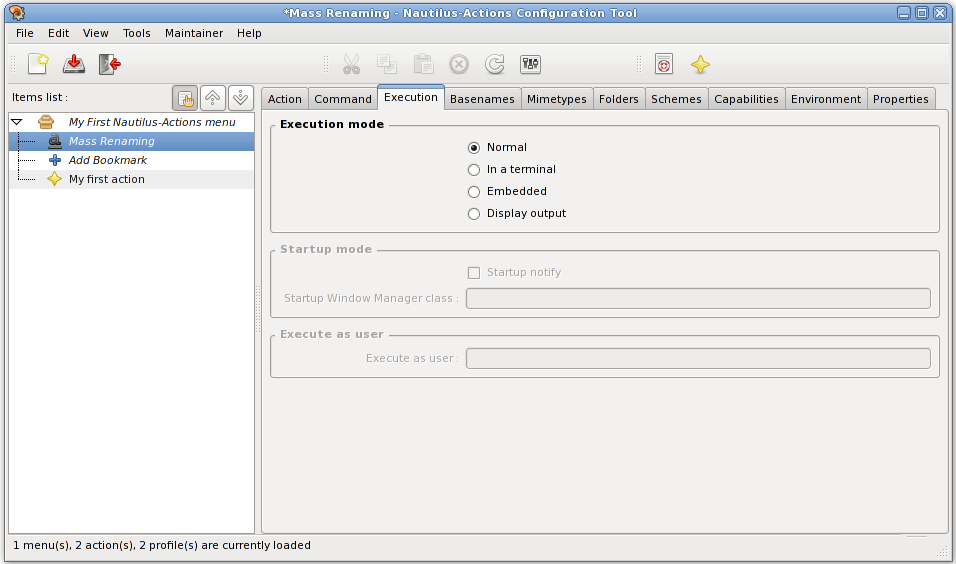 *Mass Renaming - Nautilus-Actions Configuration Tool
File Edit View Tools Maintainer Help
Items list :
Action Command Execution Basenames Mimetypes Folders Schemes Capabilities Environment Properties
My First Nautilus-Actions menu
Mass Renaming
Add Bookmark
My first action
Execution mode
Normal
In a terminal
Embedded
Display output
Startup mode
Startup notify
Startup Window Manager class :
Execute as user
Execute as user :
1 menu(s), 2 action(s), 2 profile(s) are currently loaded